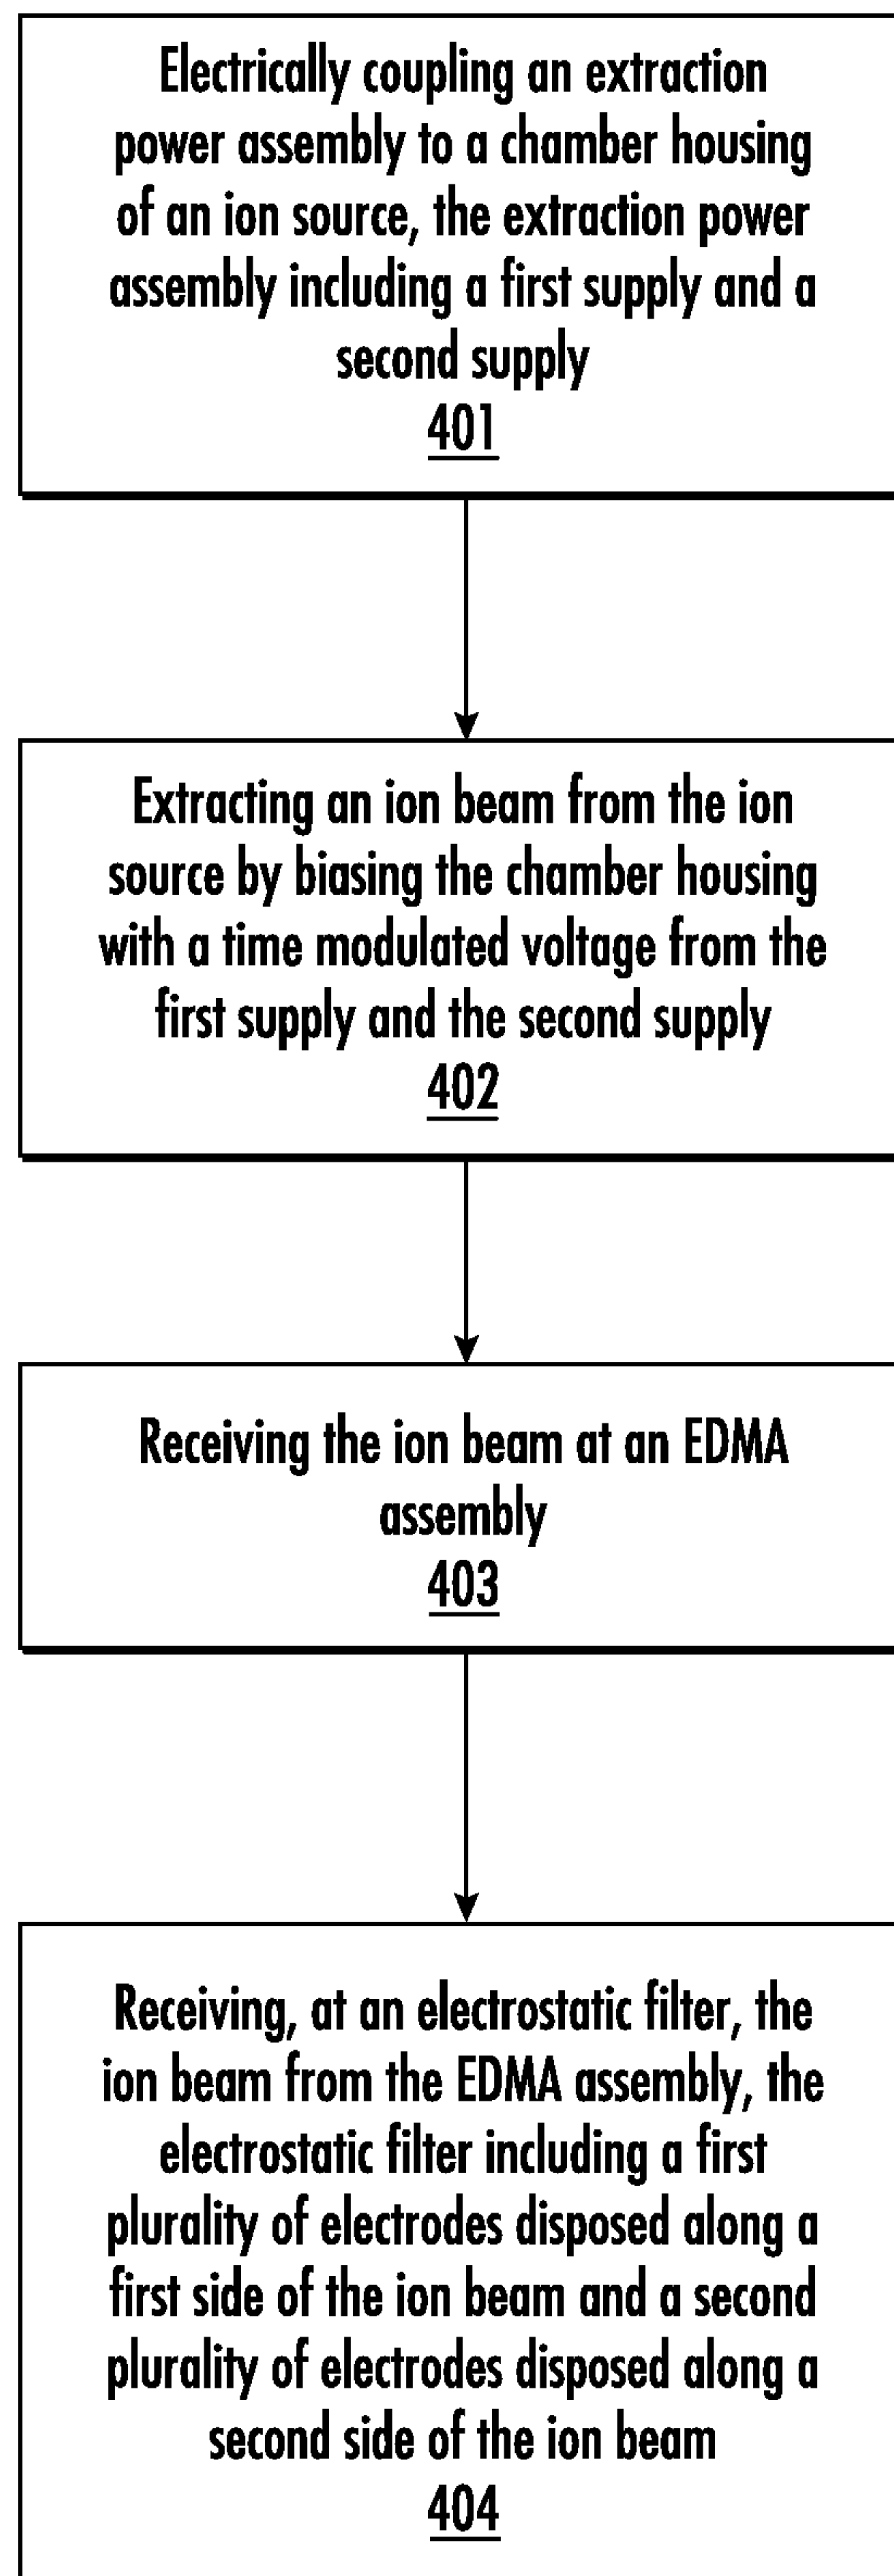 Electrically coupling an extraction
power assembly to a chamber housing
of an ion source, the extraction power
assembly including a first supply and a
second supply
401
Extracting an ion beam from the ion
source by biasing the chamber housing
with a time modulated voltage from the
first supply and the second supply
402
Receiving the ion beam at an EDMA
assembly
403
Receiving, at an electrostatic filter, the
ion beam from the EDMA assembly, the
electrostatic filter including a first
plurality of electrodes disposed along a
first side of the ion beam and a second
plurality of electrodes disposed along a
second side of the ion beam
404